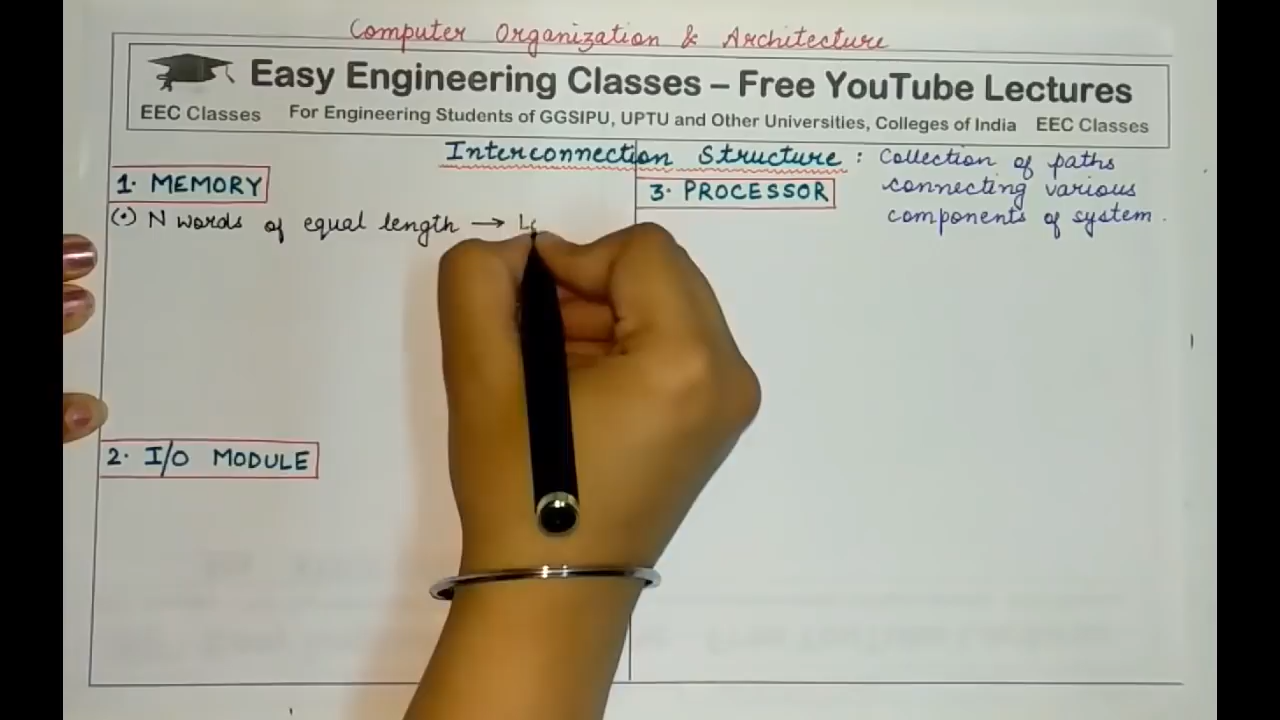 Computer Organization & Architecture
Easy Engineering Classes – Free YouTube Lectures
EEC Classes For Engineering Students of GGSIPU, UPTU and Other Universities, Colleges of India EEC Classes
Interconnection Structure : Collection of paths
connecting various
components of system.
1. MEMORY
(•) N words of equal length →
2. I/O MODULE
3. PROCESSOR